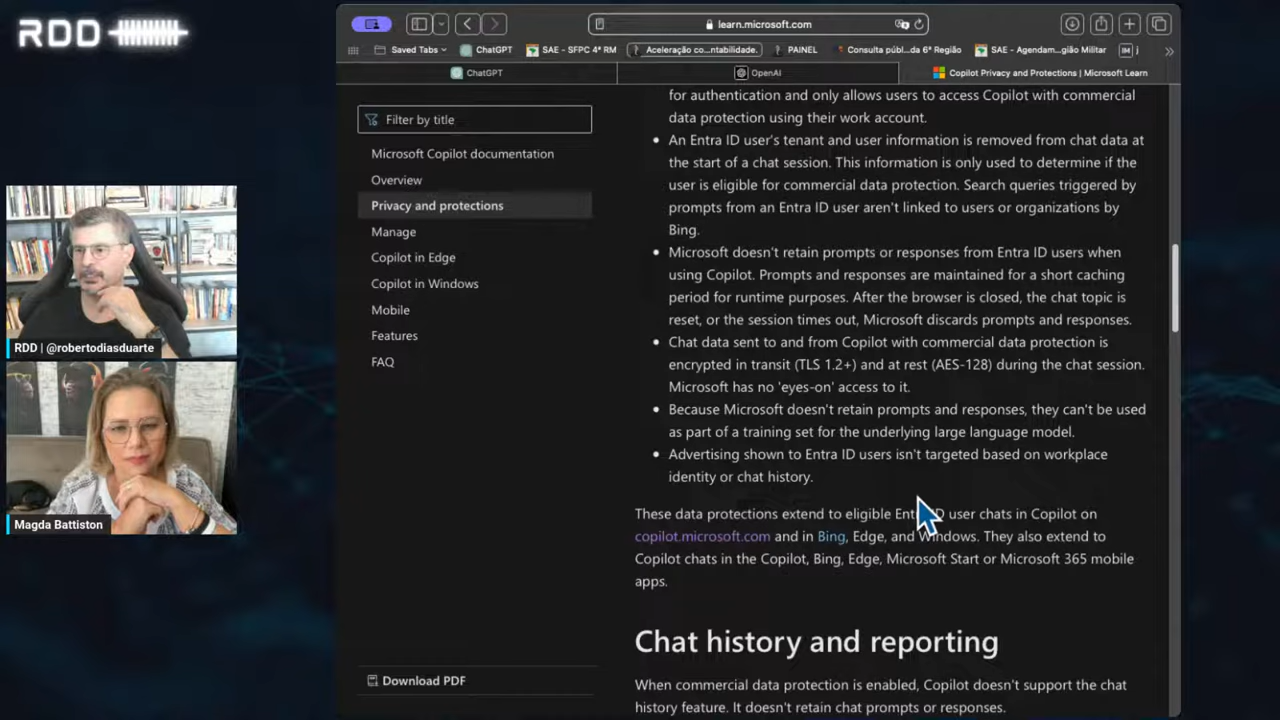 RDD
learn.microsoft.com
Saved Tabs
ChatGPT
SAE - SFPC 4ª RM
Aceleração co...ntabilidade.
PAINEL
Consulta públ...da 6ª Região
SAE - Agendam...gião Militar
j
ChatGPT
OpenAI
Copilot Privacy and Protections | Microsoft Learn
Filter by title
Microsoft Copilot documentation
Overview
Privacy and protections
Manage
Copilot in Edge
Copilot in Windows
Mobile
Features
FAQ
Download PDF
for authentication and only allows users to access Copilot with commercial
data protection using their work account.
An Entra ID user's tenant and user information is removed from chat data at
the start of a chat session. This information is only used to determine if the
user is eligible for commercial data protection. Search queries triggered by
prompts from an Entra ID user aren't linked to users or organizations by
Bing.
Microsoft doesn't retain prompts or responses from Entra ID users when
using Copilot. Prompts and responses are maintained for a short caching
period for runtime purposes. After the browser is closed, the chat topic is
reset, or the session times out, Microsoft discards prompts and responses.
Chat data sent to and from Copilot with commercial data protection is
encrypted in transit (TLS 1.2+) and at rest (AES-128) during the chat session.
Microsoft has no 'eyes-on' access to it.
Because Microsoft doesn't retain prompts and responses, they can't be used
as part of a training set for the underlying large language model.
Advertising shown to Entra ID users isn't targeted based on workplace
identity or chat history.
These data protections extend to eligible Entra ID user chats in Copilot on
copilot.microsoft.com and in Bing, Edge, and Windows. They also extend to
Copilot chats in the Copilot, Bing, Edge, Microsoft Start or Microsoft 365 mobile
apps.
Chat history and reporting
When commercial data protection is enabled, Copilot doesn't support the chat
history feature. It doesn't retain chat prompts or responses.
RDD | @robertodiasduarte
Magda Battiston